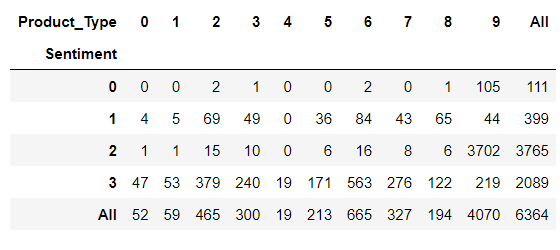 Product_Type 0 1 2 3 4 5 6 7 8 9 All
Sentiment
0 0 0 2 1 0 0 2 0 1 105 111
1 4 5 69 49 0 36 84 43 65 44 399
2 1 1 15 10 0 6 16 8 6 3702 3765
3 47 53 379 240 19 171 563 276 122 219 2089
All 52 59 465 300 19 213 665 327 194 4070 6364